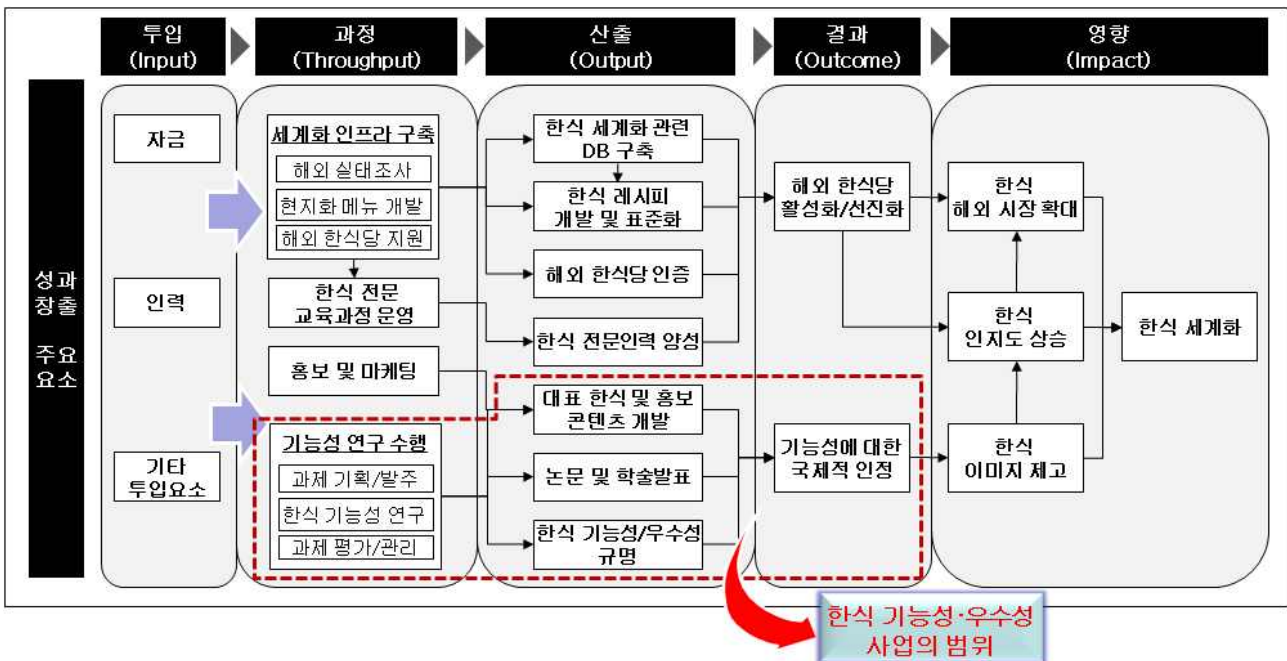 투입
(Input)
과정
(Throughput)
산출
(Output)
결과
(Outcome)
영향
(Impact)
성과
창출
주요
요소
자금
인력
기타
투입요소
세계화 인프라 구축
해외 실태조사
현지화 메뉴 개발
해외 한식당 지원
한식 전문
교육과정 운영
홍보 및 마케팅
기능성 연구 수행
과제 기획/발주
한식 기능성 연구
과제 평가/관리
한식 세계화 관련
DB 구축
한식 레시피
개발 및 표준화
해외 한식당 인증
한식 전문인력 양성
대표 한식 및 홍보
콘텐츠 개발
논문 및 학술발표
한식 기능성/우수성
규명
해외 한식당
활성화/선진화
기능성에 대한
국제적 인정
한식
해외 시장 확대
한식
인지도 상승
한식
이미지 제고
한식 세계화
한식 기능성·우수성
사업의 범위